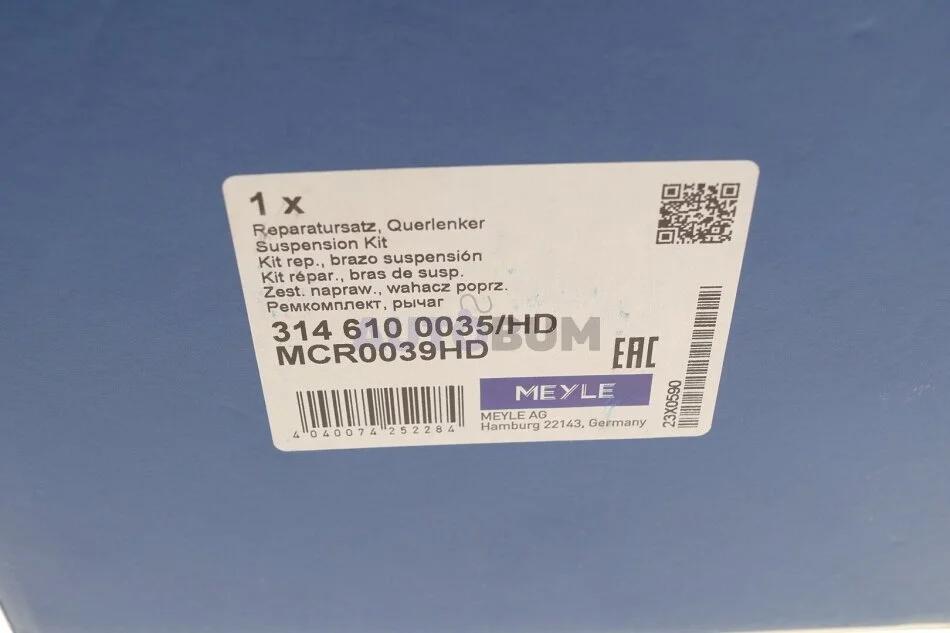 1 x
Reparatursatz, Querlenker
Suspension Kit
Kit rep., brazo suspensión
Kit répar., bras de susp.
Zest. napraw., wahacz poprz.
Ремкомплект, рычаг
314 610 0035/HD
MCR0039HD
AUTOBOM
EAC
MEYLE
MEYLE AG
Hamburg 22143, Germany
4 040074 252284
23X0590